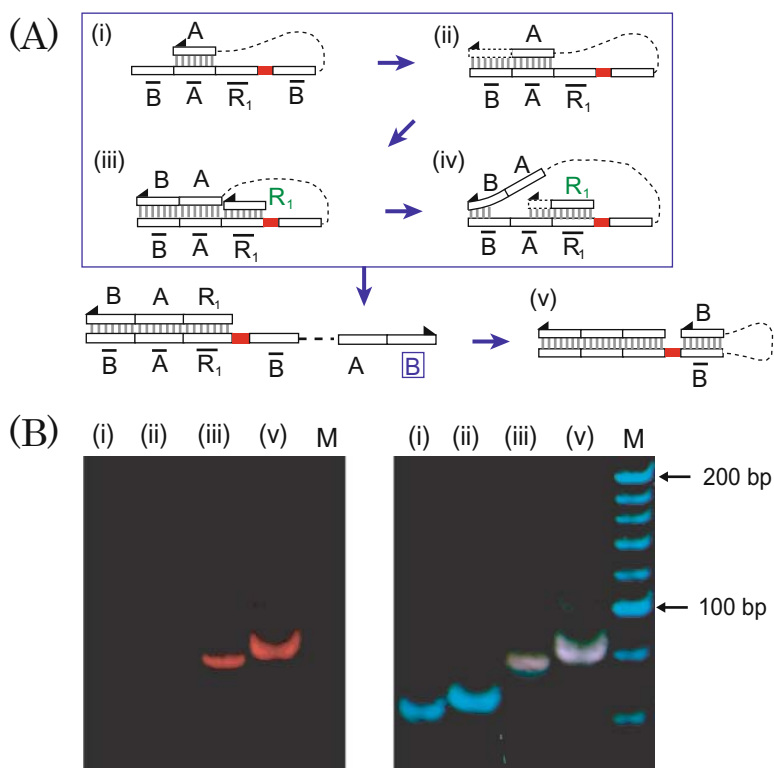 (A)
(i) A
B̅ A̅ R̅₁ B̅
(ii) A
B̅ A̅ R̅₁
(iii) B A R₁
B̅ A̅ R̅₁
(iv) B A R₁
B̅ A̅ R̅₁
B A R₁
B̅ A̅ R̅₁ B̅ A B
(v) B
B̅
(B)
(i) (ii) (iii) (v) M
(i) (ii) (iii) (v) M
200 bp
100 bp